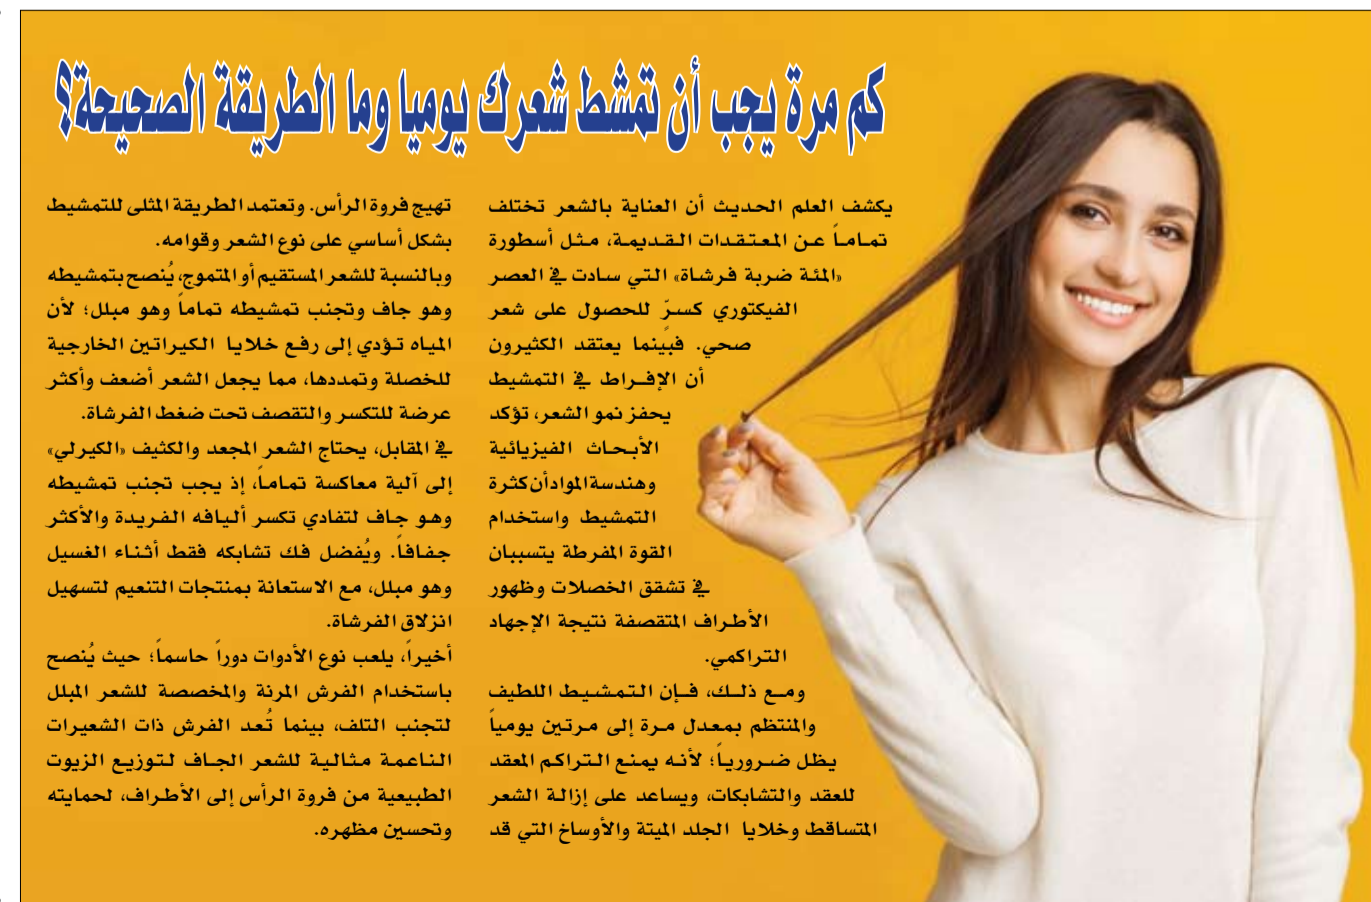 كم مرة يجب أن تمشط شعرك يوميا وما الطريقة الصحيحة؟
يكشف العلم الحديث أن العناية بالشعر تختلف
تماماً عن المعتقدات القديمة، مثل أسطورة
«المئة ضربة فرشاة» التي سادت في العصر
الفيكتوري كسرّ للحصول على شعر
صحي. فبينما يعتقد الكثيرون
أن الإفراط في التمشيط
يحفز نمو الشعر، تؤكد
الأبحاث الفيزيائية
وهندسة المواد أن كثرة
التمشيط واستخدام
القوة المفرطة يتسببان
في تشقق الخصلات وظهور
الأطراف المتقصفة نتيجة الإجهاد
التراكمي.
ومع ذلك، فإن التمشيط اللطيف
والمنتظم بمعدل مرة إلى مرتين يومياً
يظل ضرورياً؛ لأنه يمنع التراكم المعقد
للعقد والتشابكات، ويساعد على إزالة الشعر
المتساقط وخلايا الجلد الميتة والأوساخ التي قد
تهيج فروة الرأس. وتعتمد الطريقة المثلى للتمشيط
بشكل أساسي على نوع الشعر وقوامه.
وبالنسبة للشعر المستقيم أو المتموج، يُنصح بتمشيطه
وهو جاف وتجنب تمشيطه تماماً وهو مبلل؛ لأن
المياه تؤدي إلى رفع خلايا الكيراتين الخارجية
للخصلة وتمددها، مما يجعل الشعر أضعف وأكثر
عرضة للتكسر والتقصف تحت ضغط الفرشاة.
في المقابل، يحتاج الشعر المجعد والكثيف «الكيرلي»
إلى آلية معاكسة تماماً، إذ يجب تجنب تمشيطه
وهو جاف لتفادي تكسر أليافه الفريدة والأكثر
جفافاً. ويُفضل فك تشابكه فقط أثناء الغسيل
وهو مبلل، مع الاستعانة بمنتجات التنعيم لتسهيل
انزلاق الفرشاة.
أخيراً، يلعب نوع الأدوات دوراً حاسماً؛ حيث يُنصح
باستخدام الفرش المرنة والمخصصة للشعر المبلل
لتجنب التلف، بينما تُعد الفرش ذات الشعيرات
الناعمة مثالية للشعر الجاف لتوزيع الزيوت
الطبيعية من فروة الرأس إلى الأطراف، لحمايته
وتحسين مظهره.